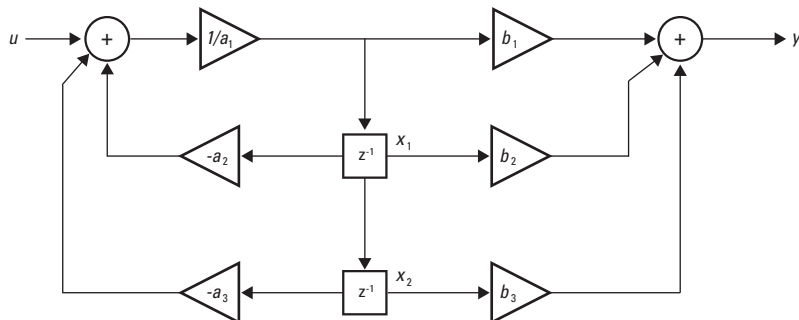 u + 1/a₁ b₁ + y
-a₂ z⁻¹ x₁ b₂
-a₃ z⁻¹ x₂ b₃